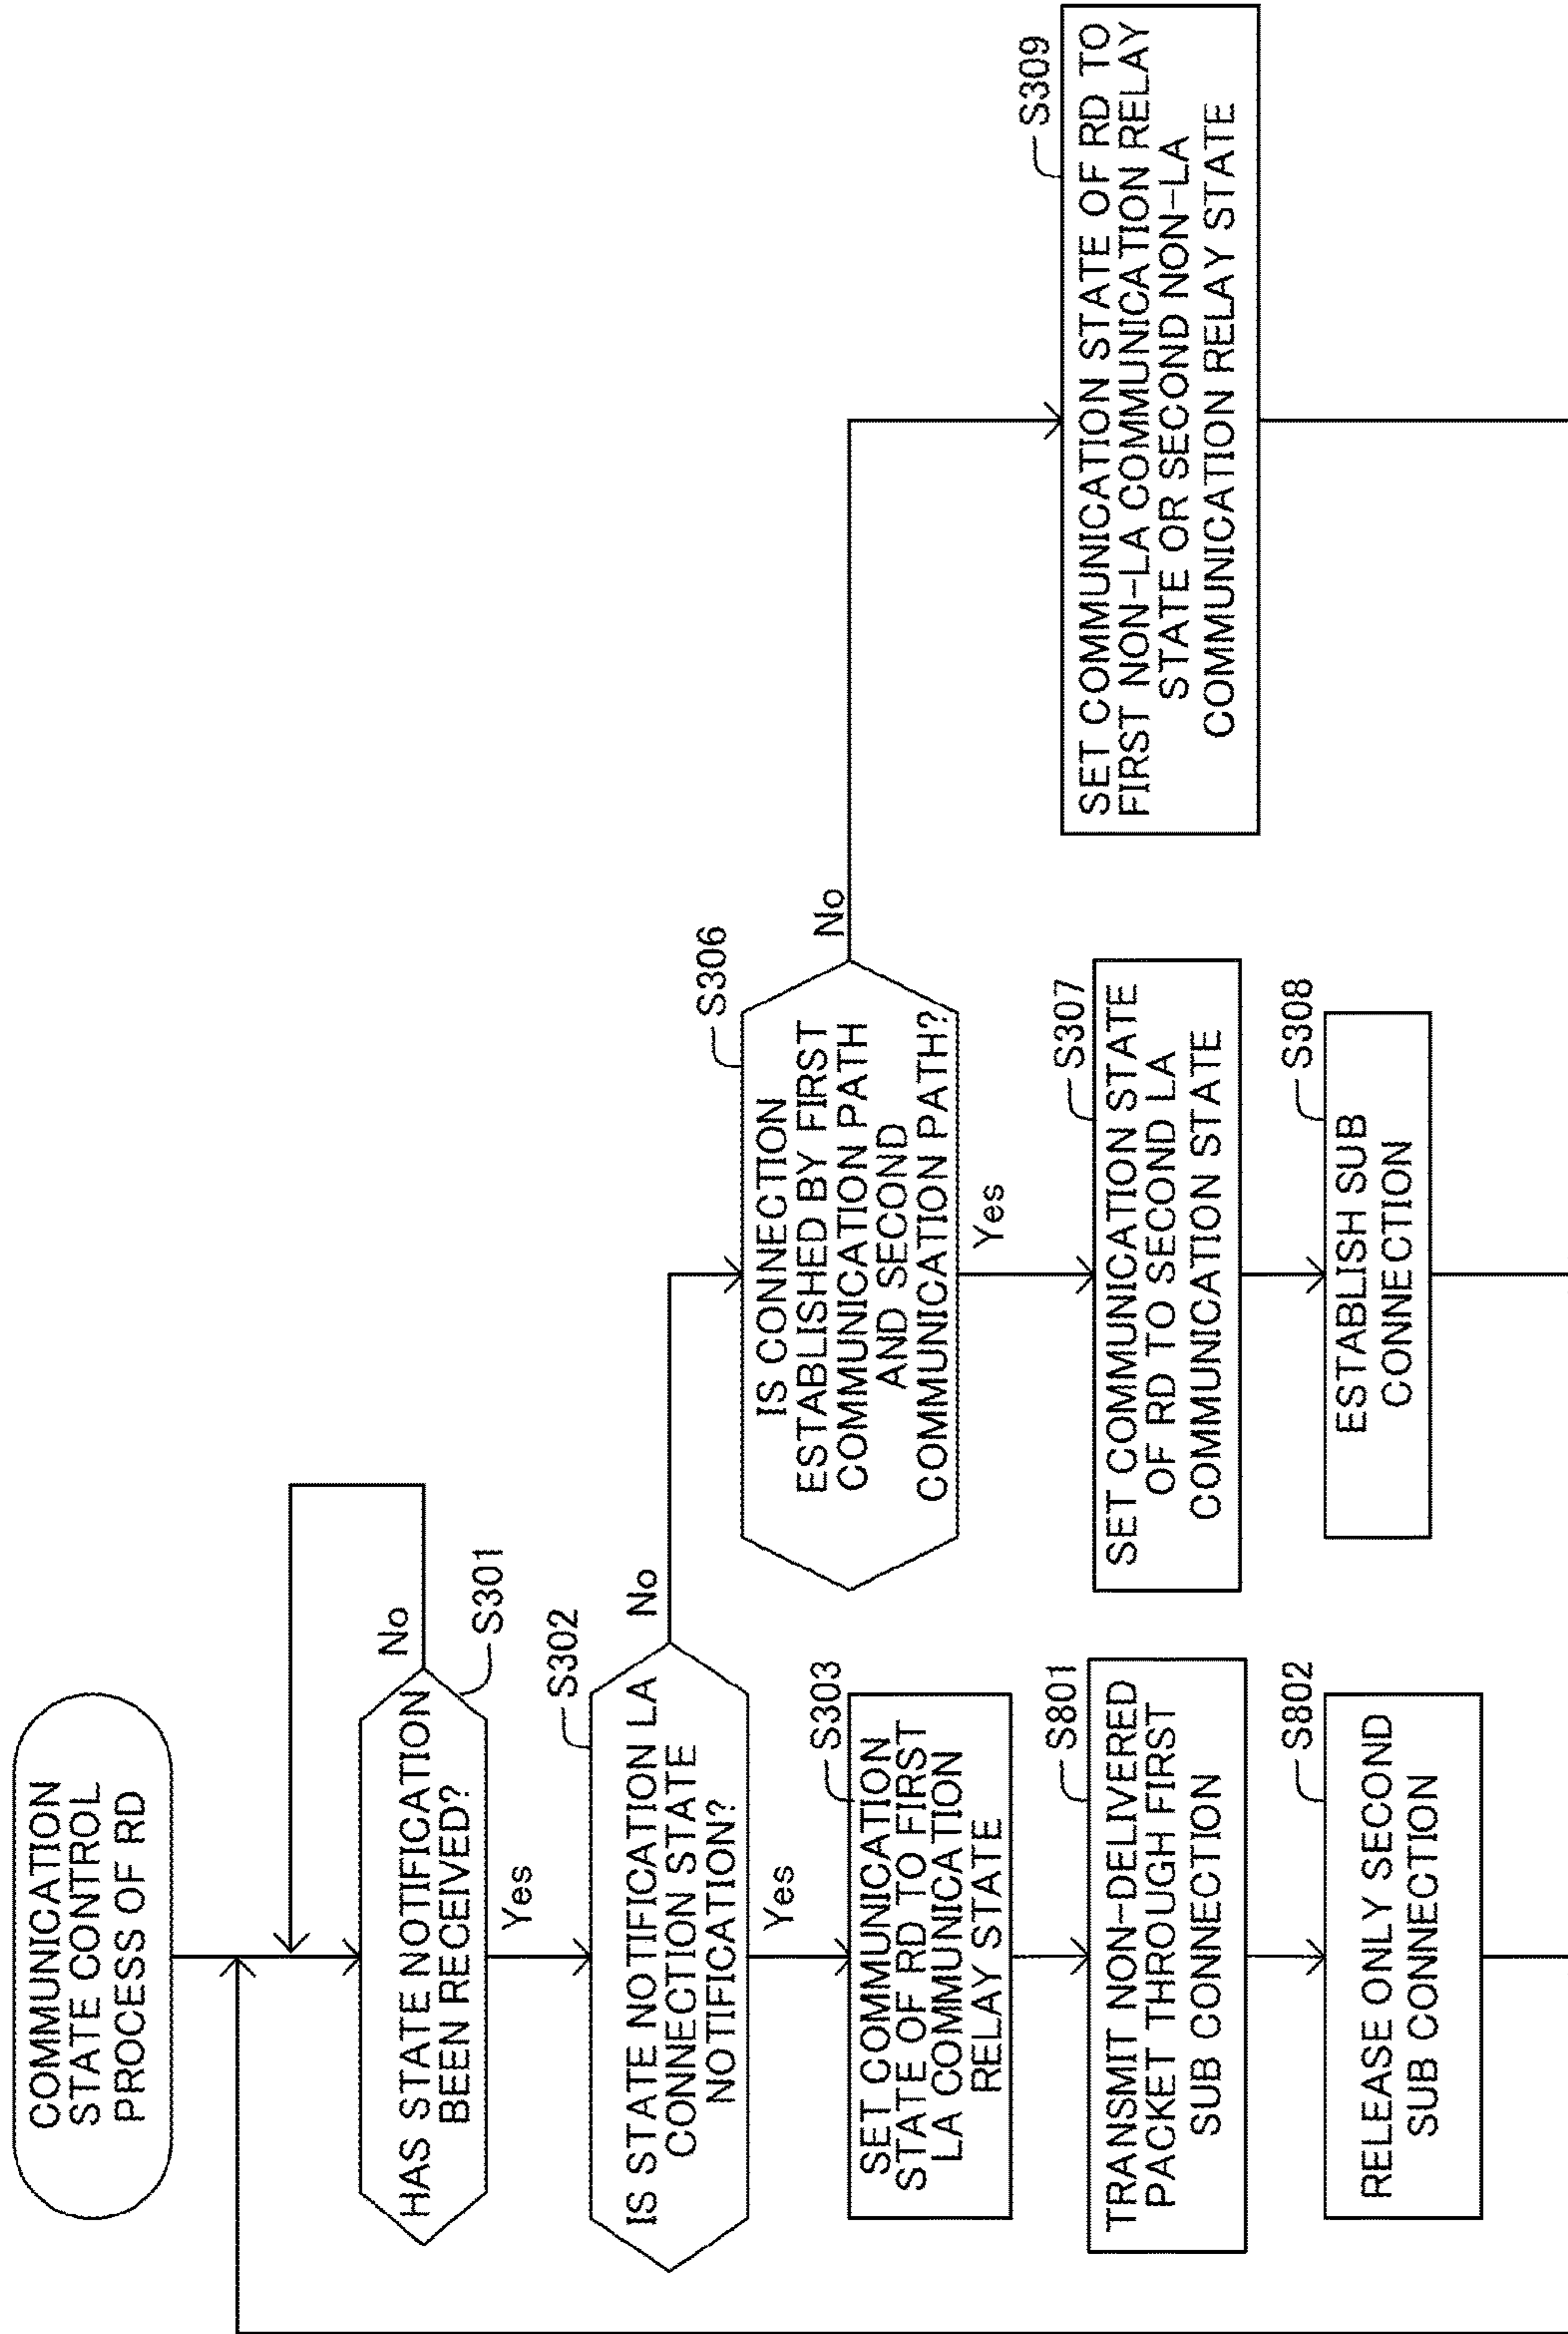 COMMUNICATION
STATE CONTROL
PROCESS OF RD
HAS STATE NOTIFICATION
BEEN RECEIVED?
No
S301
Yes
IS STATE NOTIFICATION LA
CONNECTION STATE
NOTIFICATION?
S302
No
Yes
SET COMMUNICATION
STATE OF RD TO FIRST
LA COMMUNICATION
RELAY STATE
S303
TRANSMIT NON-DELIVERED
PACKET THROUGH FIRST
SUB CONNECTION
S801
RELEASE ONLY SECOND
SUB CONNECTION
S802
IS CONNECTION
ESTABLISHED BY FIRST
COMMUNICATION PATH
AND SECOND
COMMUNICATION PATH?
S306
No
Yes
SET COMMUNICATION STATE
OF RD TO SECOND LA
COMMUNICATION STATE
S307
ESTABLISH SUB
CONNECTION
S308
SET COMMUNICATION STATE OF RD TO
FIRST NON-LA COMMUNICATION RELAY
STATE OR SECOND NON-LA
COMMUNICATION RELAY STATE
S309